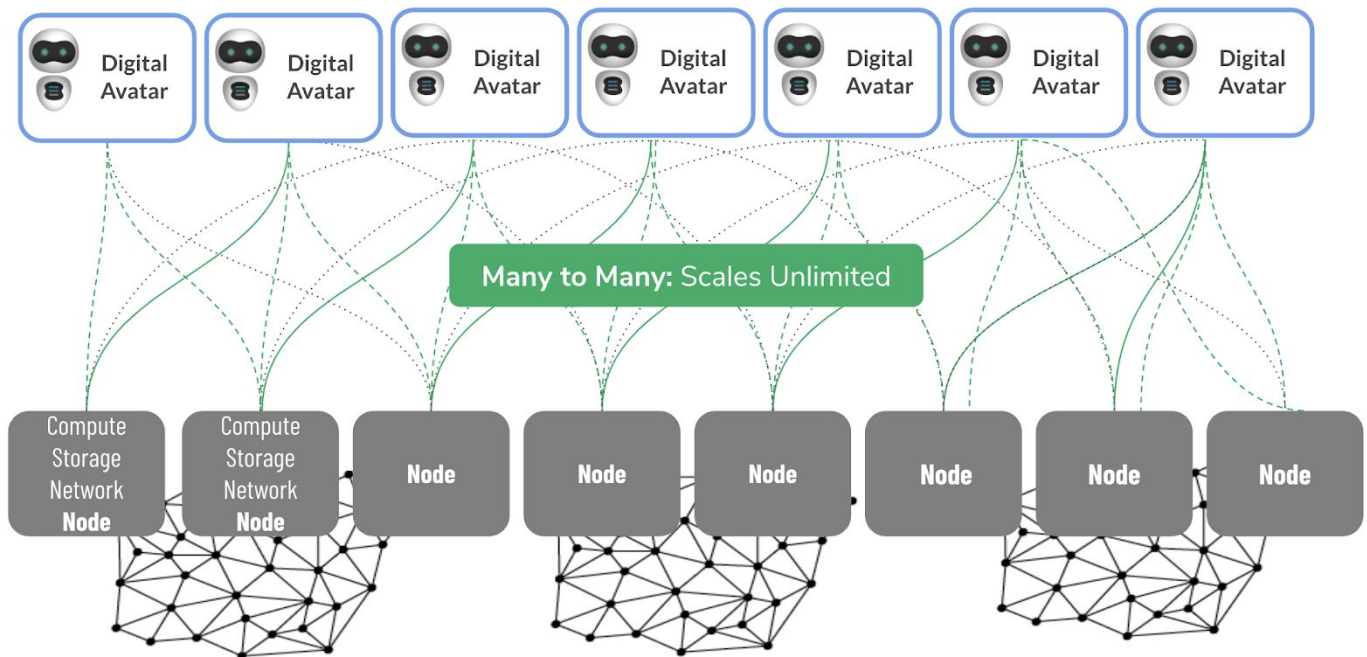 Digital
Avatar
Digital
Avatar
Digital
Avatar
Digital
Avatar
Digital
Avatar
Digital
Avatar
Digital
Avatar
Many to Many: Scales Unlimited
Compute
Storage
Network
Node
Compute
Storage
Network
Node
Node
Node
Node
Node
Node
Node